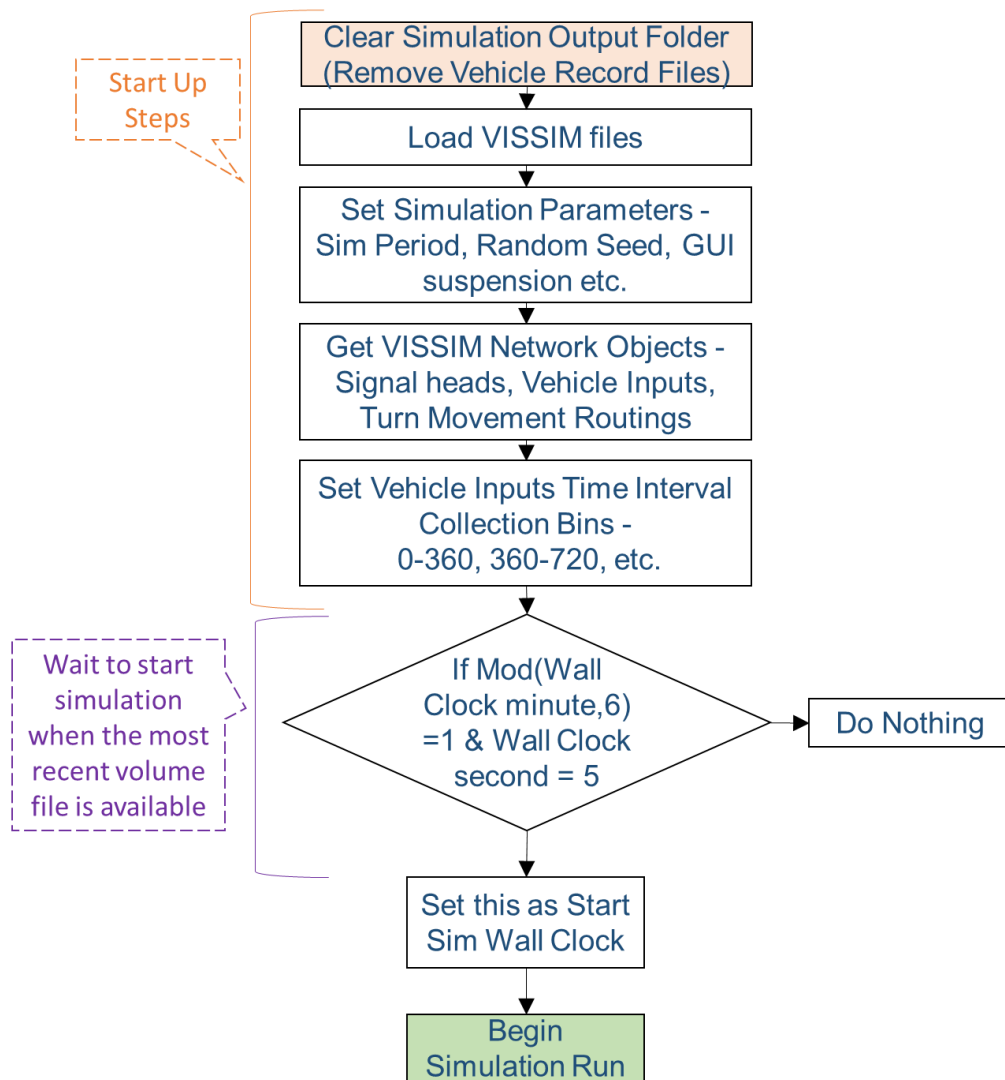 Clear Simulation Output Folder
(Remove Vehicle Record Files)
Start Up
Steps
Load VISSIM files
Set Simulation Parameters -
Sim Period, Random Seed, GUI
suspension etc.
Get VISSIM Network Objects -
Signal heads, Vehicle Inputs,
Turn Movement Routings
Set Vehicle Inputs Time Interval
Collection Bins -
0-360, 360-720, etc.
Wait to start
simulation
when the most
recent volume
file is available
If Mod(Wall
Clock minute,6)
=1 & Wall Clock
second = 5
Do Nothing
Set this as Start
Sim Wall Clock
Begin
Simulation Run